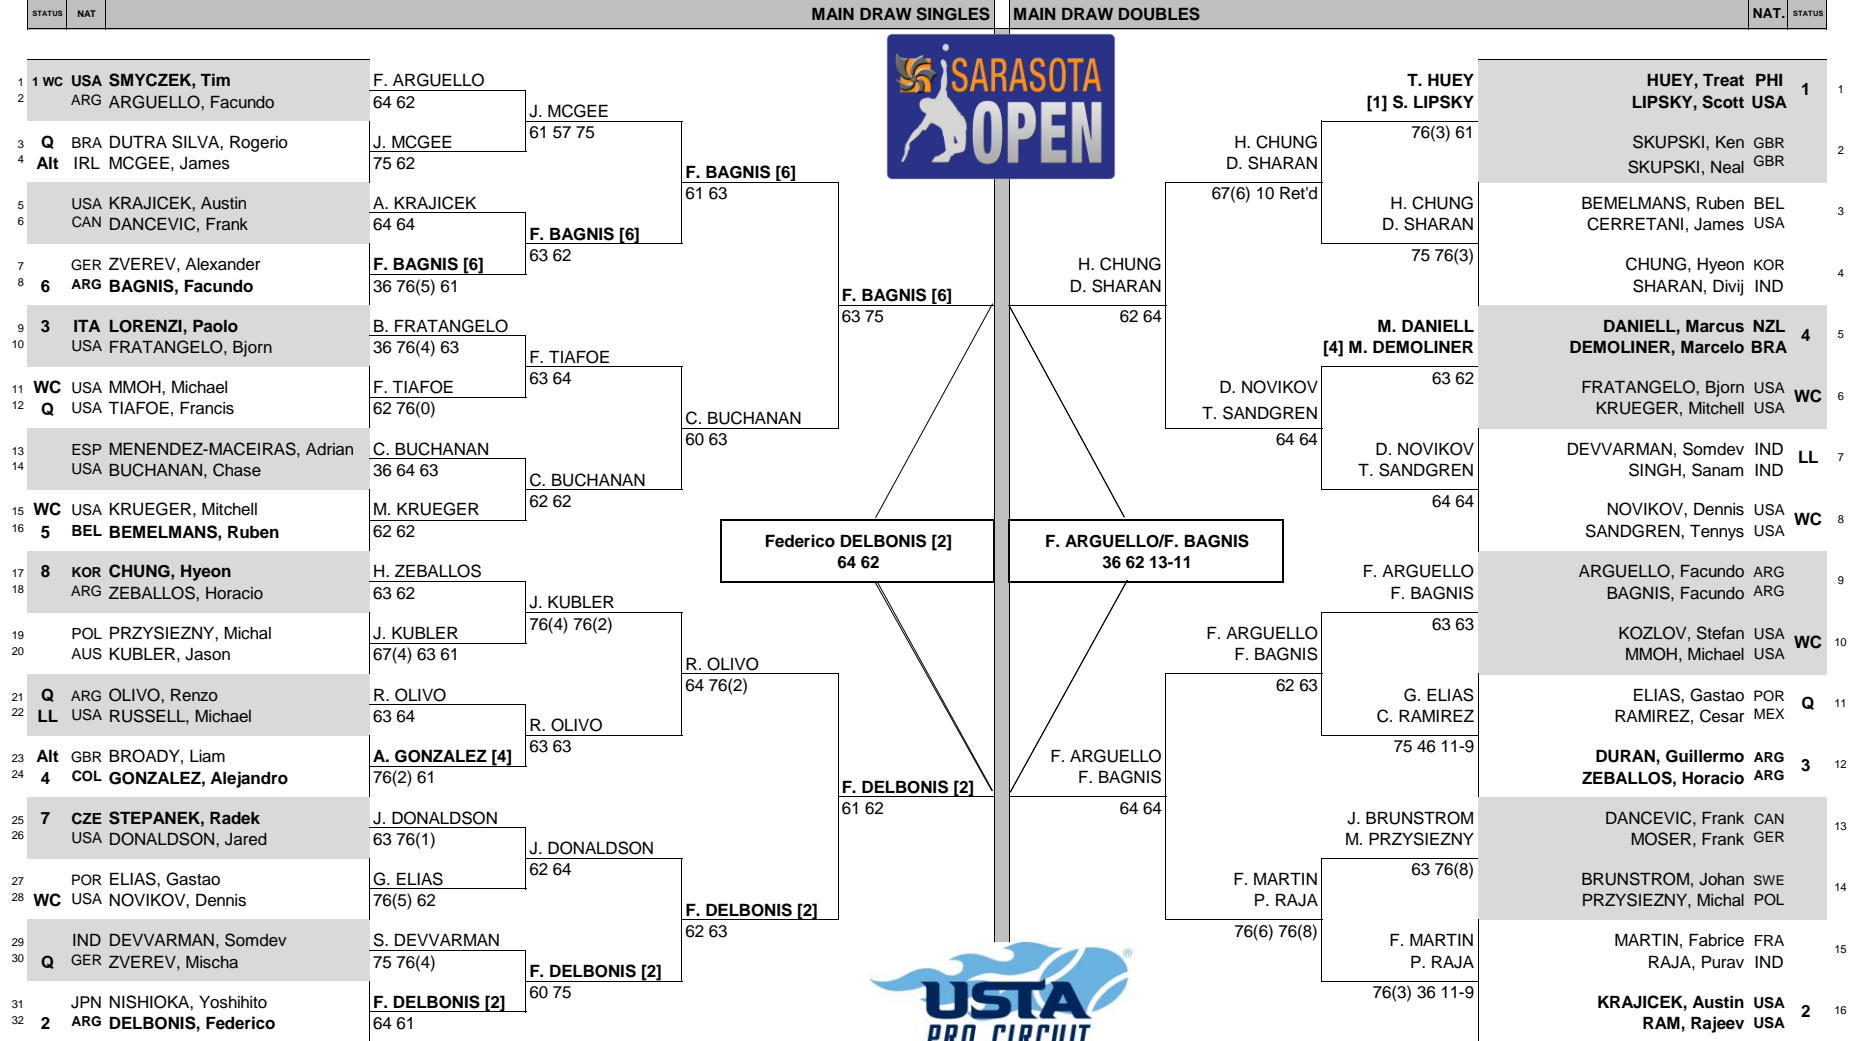 STATUS NAT MAIN DRAW SINGLES MAIN DRAW DOUBLES NAT. STATUS
SARASOTA
OPEN
1 1 WC USA SMYCZEK, Tim
2 ARG ARGUELLO, Facundo
3 Q BRA DUTRA SILVA, Rogerio
4 Alt IRL MCGEE, James
5 USA KRAJICEK, Austin
6 CAN DANCEVIC, Frank
7 GER ZVEREV, Alexander
8 6 ARG BAGNIS, Facundo
9 3 ITA LORENZI, Paolo
10 USA FRATANGELO, Bjorn
11 WC USA MMOH, Michael
12 Q USA TIAFOE, Francis
13 ESP MENENDEZ-MACEIRAS, Adrian
14 USA BUCHANAN, Chase
15 WC USA KRUEGER, Mitchell
16 5 BEL BEMELMANS, Ruben
17 8 KOR CHUNG, Hyeon
18 ARG ZEBALLOS, Horacio
19 POL PRZYSIEZNY, Michal
20 AUS KUBLER, Jason
21 Q ARG OLIVO, Renzo
22 LL USA RUSSELL, Michael
23 Alt GBR BROADY, Liam
24 4 COL GONZALEZ, Alejandro
25 7 CZE STEPANEK, Radek
26 USA DONALDSON, Jared
27 POR ELIAS, Gastao
28 WC USA NOVIKOV, Dennis
29 IND DEVVARMAN, Somdev
30 Q GER ZVEREV, Mischa
31 JPN NISHIOKA, Yoshihito
32 2 ARG DELBONIS, Federico
F. ARGUELLO
64 62
J. MCGEE
75 62
A. KRAJICEK
64 64
F. BAGNIS [6]
36 76(5) 61
B. FRATANGELO
36 76(4) 63
F. TIAFOE
62 76(0)
C. BUCHANAN
36 64 63
M. KRUEGER
62 62
H. ZEBALLOS
63 62
J. KUBLER
67(4) 63 61
R. OLIVO
63 64
A. GONZALEZ [4]
76(2) 61
J. DONALDSON
63 76(1)
G. ELIAS
76(5) 62
S. DEVVARMAN
75 76(4)
F. DELBONIS [2]
64 61
J. MCGEE
61 57 75
F. BAGNIS [6]
63 62
F. TIAFOE
63 64
C. BUCHANAN
62 62
J. KUBLER
76(4) 76(2)
R. OLIVO
63 63
J. DONALDSON
62 64
F. DELBONIS [2]
60 75
F. BAGNIS [6]
61 63
C. BUCHANAN
60 63
R. OLIVO
64 76(2)
F. DELBONIS [2]
62 63
F. BAGNIS [6]
63 75
F. DELBONIS [2]
61 62
Federico DELBONIS [2]
64 62
F. ARGUELLO/F. BAGNIS
36 62 13-11
H. CHUNG
D. SHARAN
62 64
F. ARGUELLO
F. BAGNIS
64 64
H. CHUNG
D. SHARAN
67(6) 10 Ret'd
D. NOVIKOV
T. SANDGREN
64 64
F. ARGUELLO
F. BAGNIS
62 63
F. MARTIN
P. RAJA
76(6) 76(8)
T. HUEY
[1] S. LIPSKY
76(3) 61
H. CHUNG
D. SHARAN
75 76(3)
M. DANIELL
[4] M. DEMOLINER
63 62
D. NOVIKOV
T. SANDGREN
64 64
F. ARGUELLO
F. BAGNIS
63 63
G. ELIAS
C. RAMIREZ
75 46 11-9
J. BRUNSTROM
M. PRZYSIEZNY
63 76(8)
F. MARTIN
P. RAJA
76(3) 36 11-9
HUEY, Treat PHI
LIPSKY, Scott USA
1 1
SKUPSKI, Ken GBR
SKUPSKI, Neal GBR
2
BEMELMANS, Ruben BEL
CERRETANI, James USA
3
CHUNG, Hyeon KOR
SHARAN, Divij IND
4
DANIELL, Marcus NZL
DEMOLINER, Marcelo BRA
4 5
FRATANGELO, Bjorn USA
KRUEGER, Mitchell USA
WC 6
DEVVARMAN, Somdev IND
SINGH, Sanam IND
LL 7
NOVIKOV, Dennis USA
SANDGREN, Tennys USA
WC 8
ARGUELLO, Facundo ARG
BAGNIS, Facundo ARG
9
KOZLOV, Stefan USA
MMOH, Michael USA
WC 10
ELIAS, Gastao POR
RAMIREZ, Cesar MEX
Q 11
DURAN, Guillermo ARG
ZEBALLOS, Horacio ARG
3 12
DANCEVIC, Frank CAN
MOSER, Frank GER
13
BRUNSTROM, Johan SWE
PRZYSIEZNY, Michal POL
14
MARTIN, Fabrice FRA
RAJA, Purav IND
15
KRAJICEK, Austin USA
RAM, Rajeev USA
2 16
USTA
PRO CIRCUIT